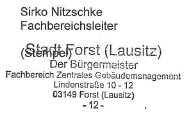 Sirko Nitzschke
Fachbereichsleiter
Stadt Forst (Lausitz)
(Stempel)
Der Bürgermeister
Fachbereich Zentrales Gebäudemanagement
Lindenstraße 10 - 12
03149 Forst (Lausitz)
- 12 -